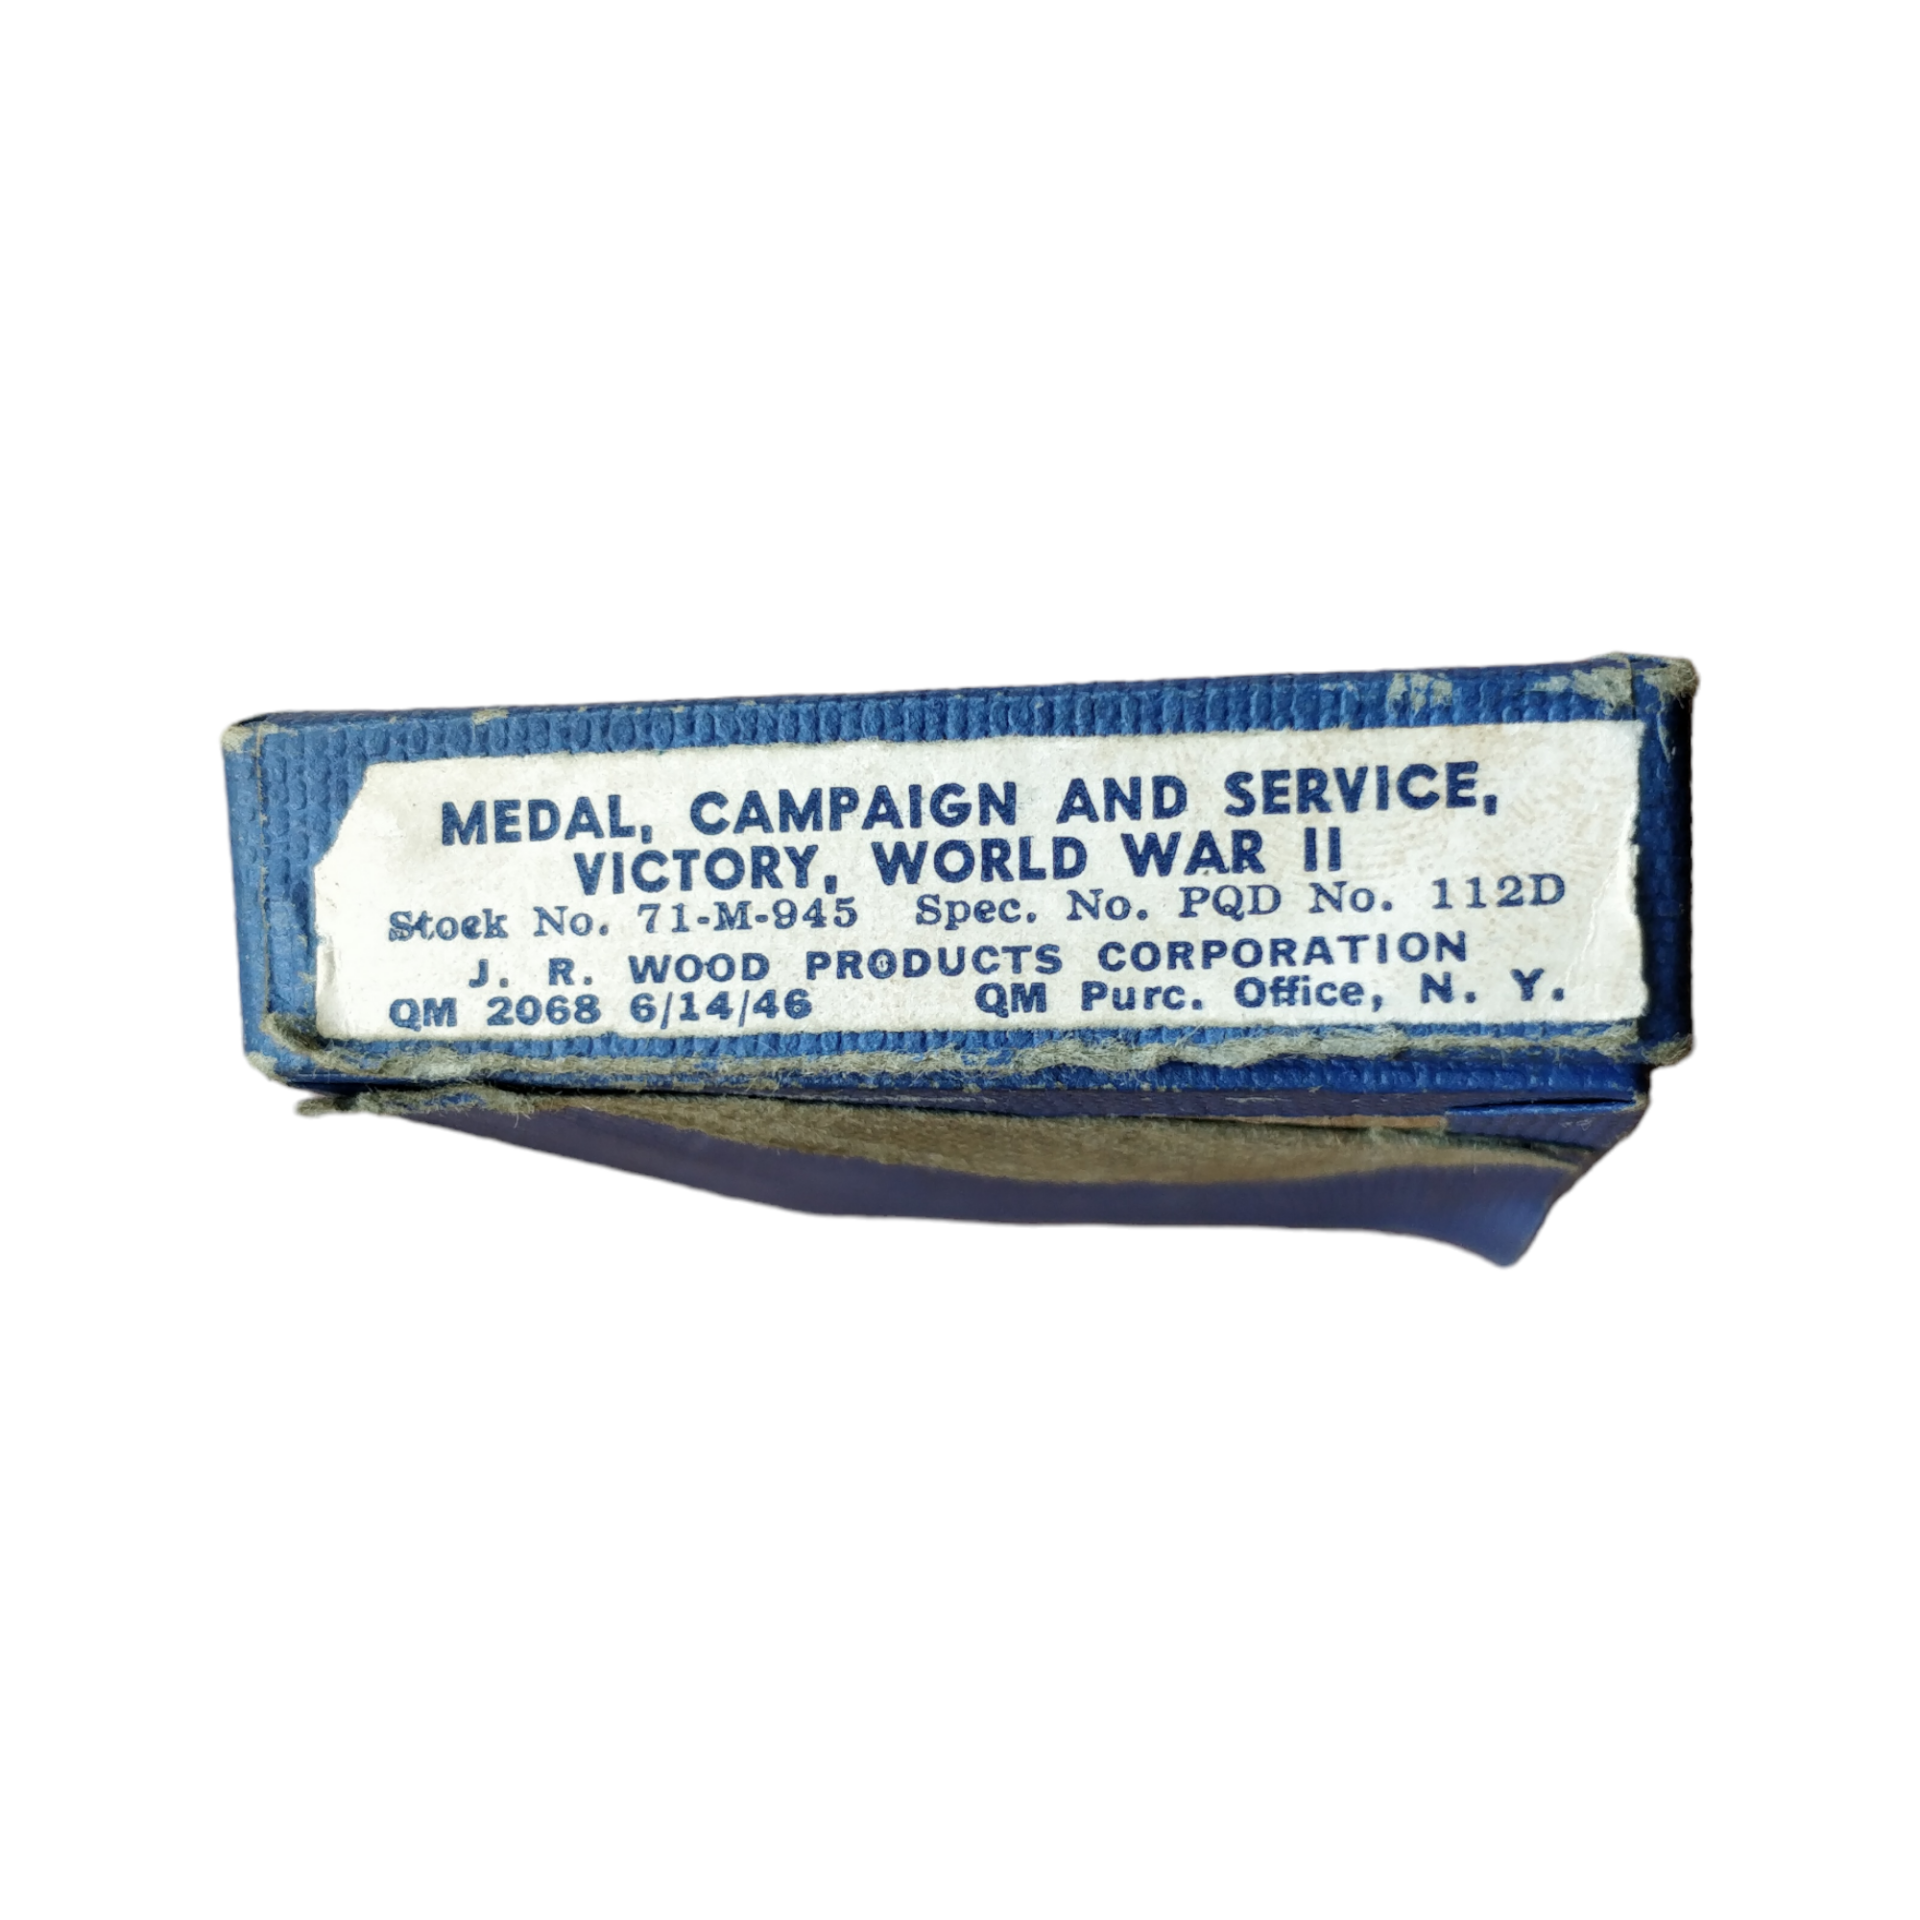 MEDAL, CAMPAIGN AND SERVICE,
VICTORY, WORLD WAR II
Stock No. 71-M-945 Spec. No. PQD No. 112D
J. R. WOOD PRODUCTS CORPORATION
QM 2068 6/14/46 QM Purc. Office, N. Y.